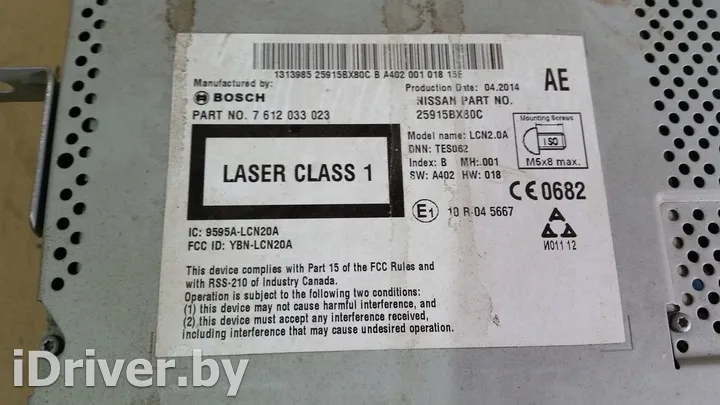 1313985 25915BX80C B A402 001 018 15E
Manufactured by:
BOSCH
PART NO. 7 612 033 023
Production Date: 04.2014
NISSAN PART NO.
25915BX80C
AE
LASER CLASS 1
Model name: LCN2.0A
DNN: TES062
Index: B MH:.001
SW: A402 HW: 018
Mounting Screws
ISO
M5x8 max.
CE0682
E1 10 R-04 5667
И011 12
IC: 9595A-LCN20A
FCC ID: YBN-LCN20A
This device complies with Part 15 of the FCC Rules and
with RSS-210 of Industry Canada.
Operation is subject to the following two conditions:
(1) this device may not cause harmful interference, and
(2) this device must accept any interference received,
including interference that may cause undesired operation.
iDriver.by